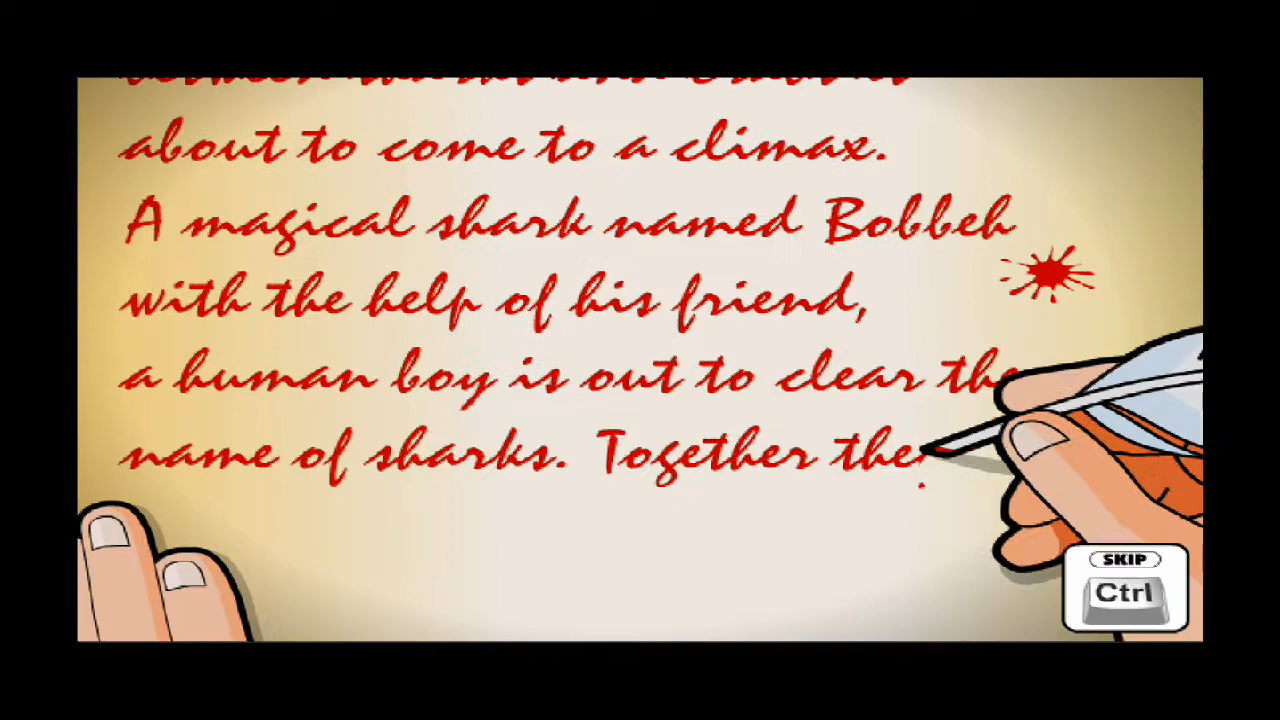 about to come to a climax.
A magical shark named Bobbeh
with the help of his friend,
a human boy is out to clear the
name of sharks. Together they
SKIP
Ctrl